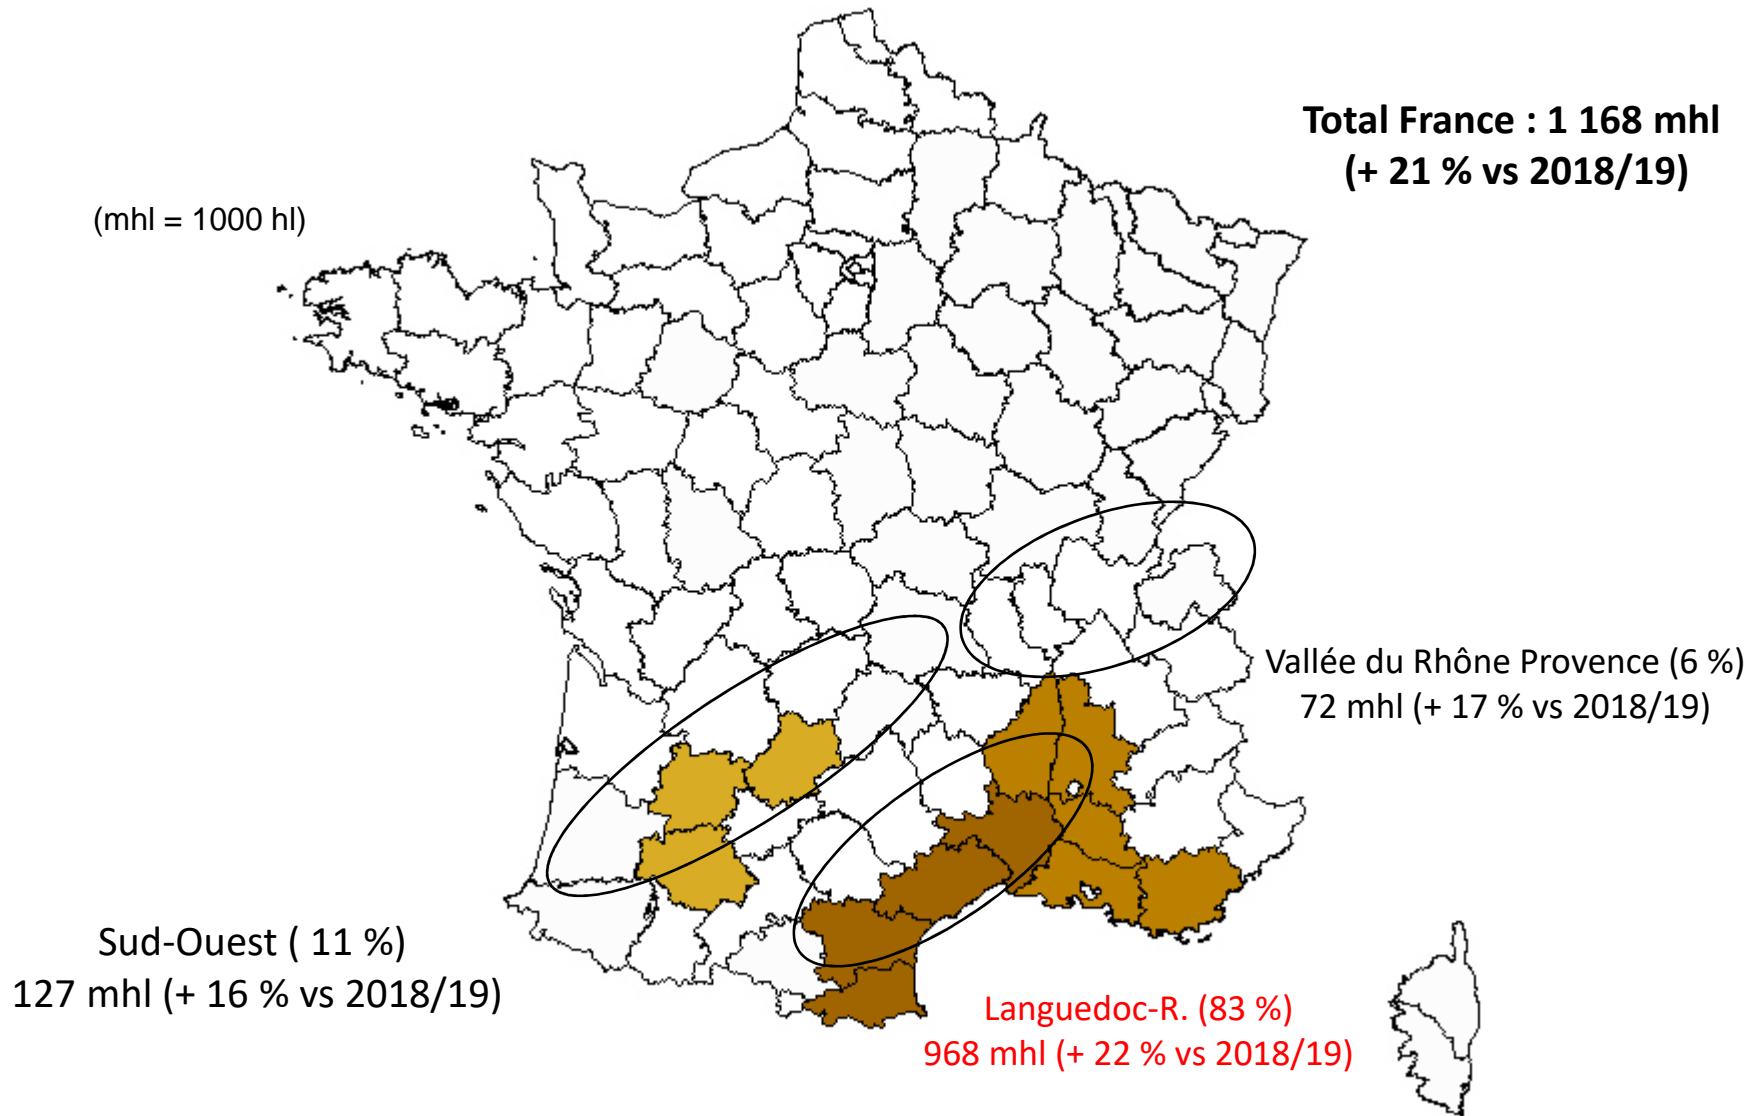 Total France : 1 168 mhl
(+ 21 % vs 2018/19)
(mhl = 1000 hl)
Vallée du Rhône Provence (6 %)
72 mhl (+ 17 % vs 2018/19)
Sud-Ouest ( 11 %)
127 mhl (+ 16 % vs 2018/19)
Languedoc-R. (83 %)
968 mhl (+ 22 % vs 2018/19)